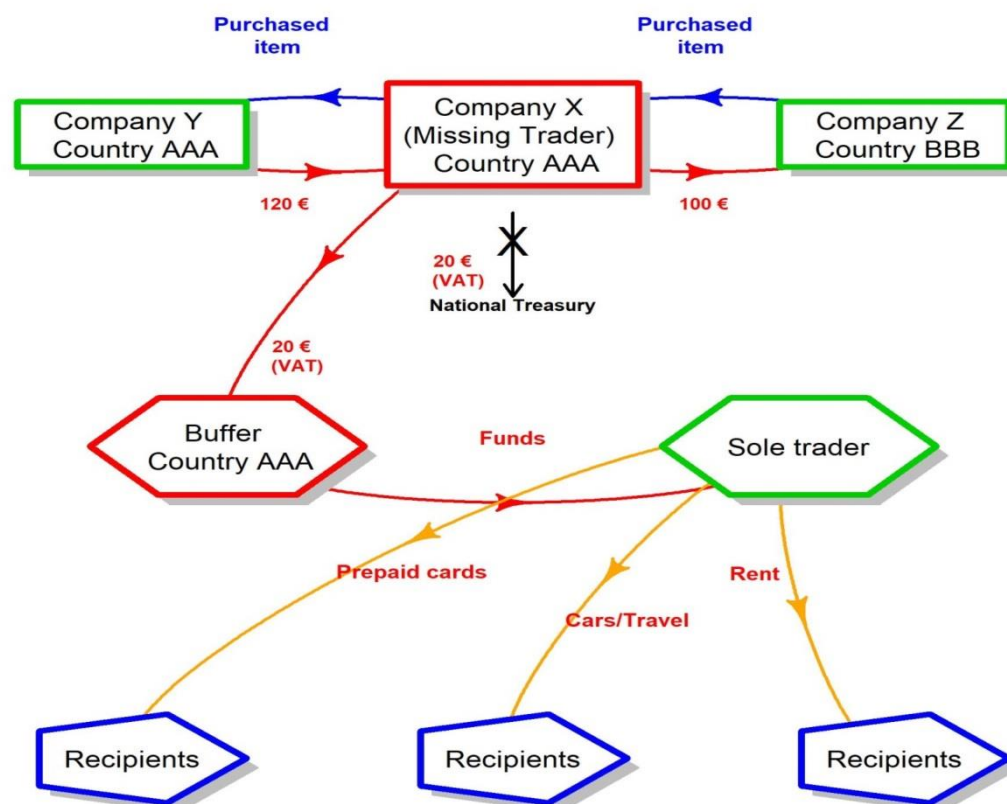 Purchased
item
Purchased
item
Company Y
Country AAA
Company X
(Missing Trader)
Country AAA
Company Z
Country BBB
120 €
100 €
X
20 €
(VAT)
National Treasury
20 €
(VAT)
Buffer
Country AAA
Funds
Sole trader
Prepaid cards
Cars/Travel
Rent
Recipients
Recipients
Recipients